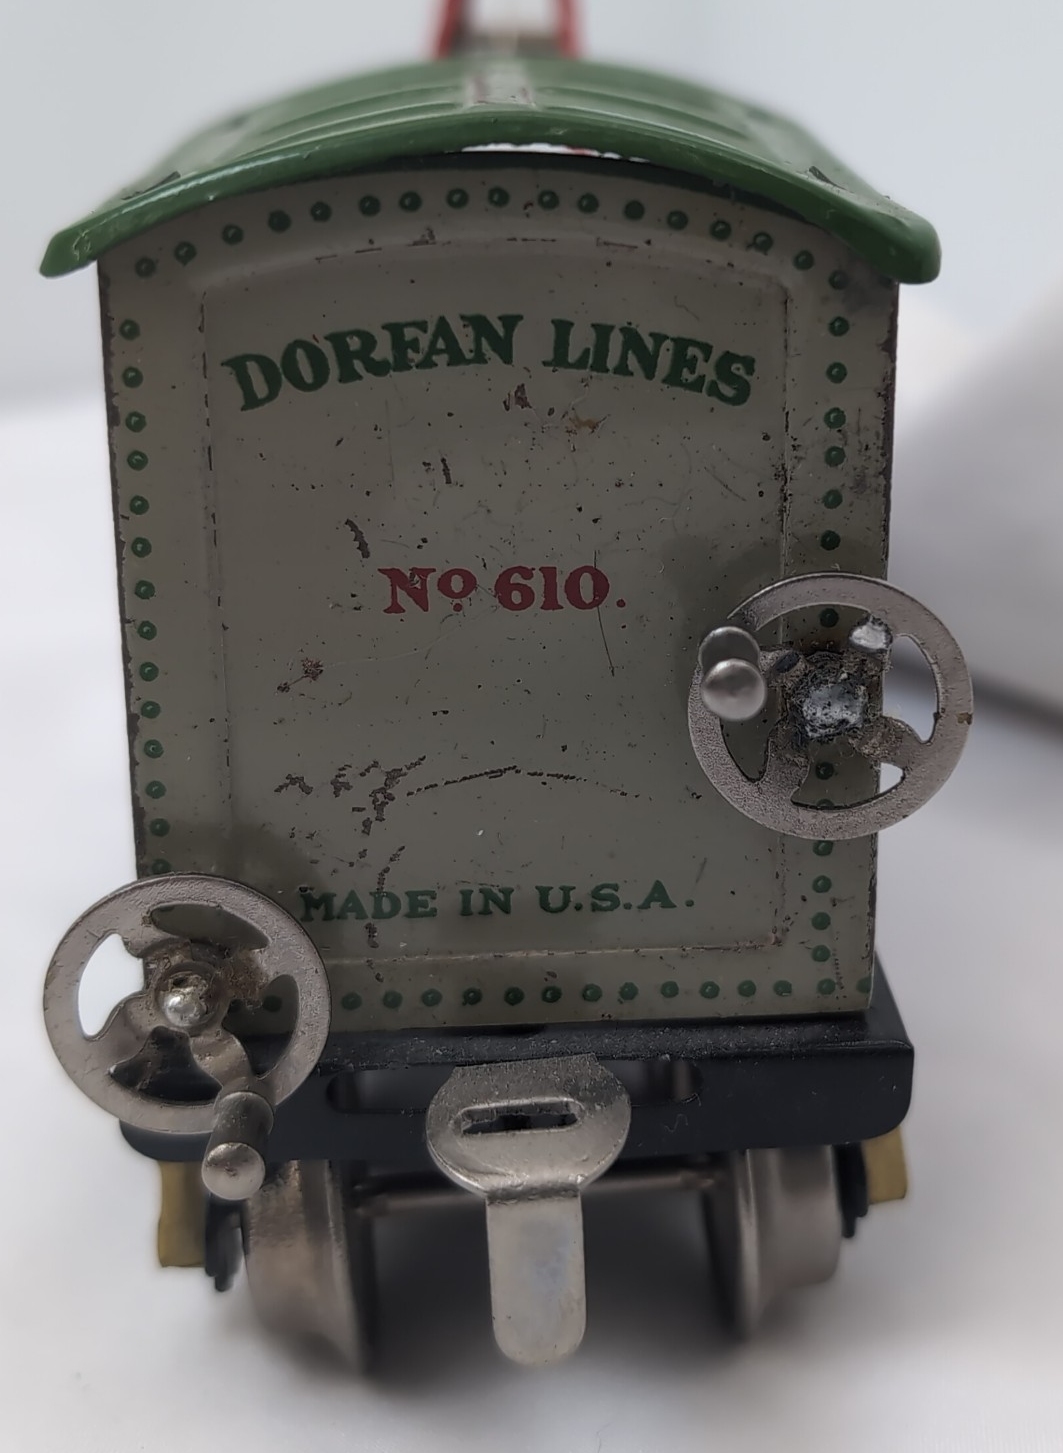 DORFAN LINES
No 610.
MADE IN U.S.A.